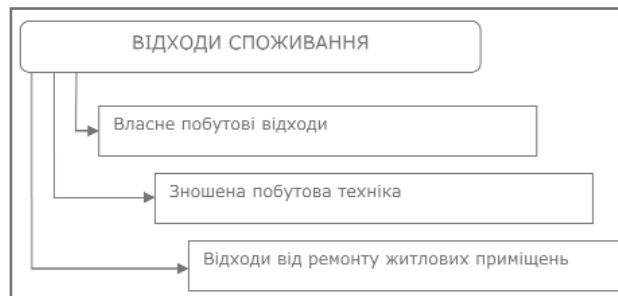 ВІДХОДИ СПОЖИВАННЯ
Власне побутові відходи
Зношена побутова техніка
Відходи від ремонту житлових приміщень